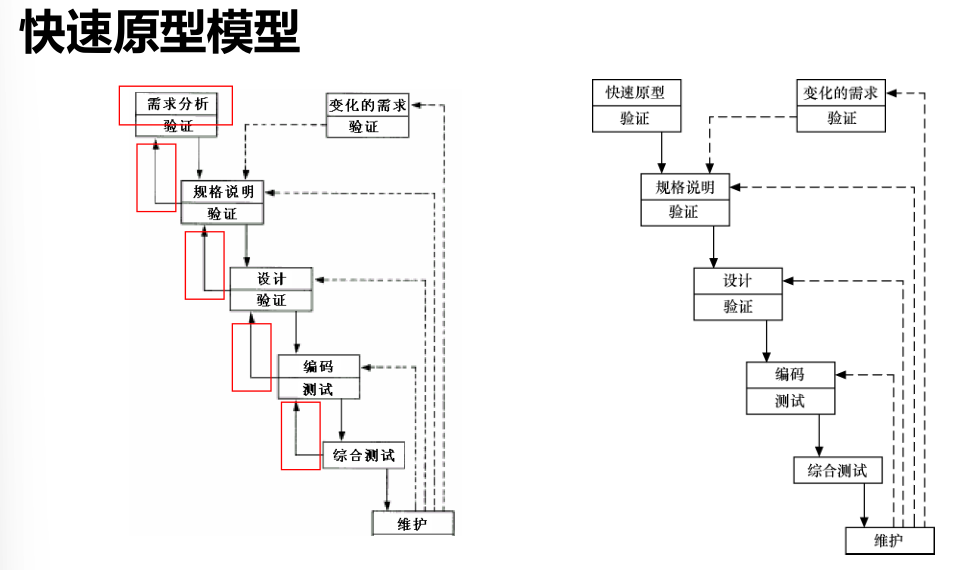 快速原型模型
需求分析
验证
变化的需求
验证
规格说明
验证
设计
验证
编码
测试
综合测试
维护
快速原型
验证
变化的需求
验证
规格说明
验证
设计
验证
编码
测试
综合测试
维护